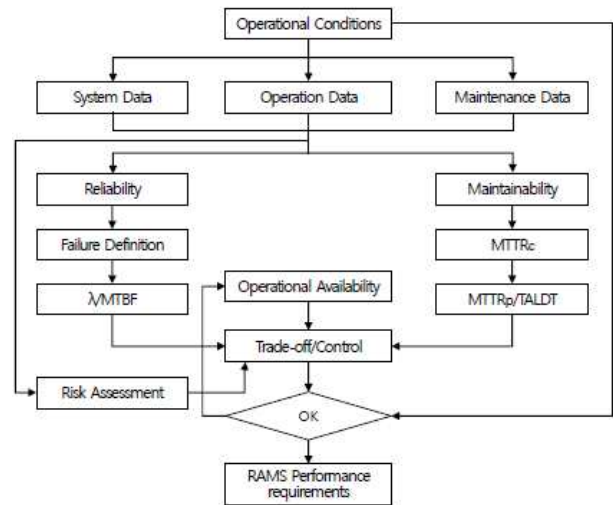 Operational Conditions
System Data
Operation Data
Maintenance Data
Reliability
Maintainability
Failure Definition
MTTRc
λ/MTBF
Operational Availability
MTTRp/TALDT
Trade-off/Control
Risk Assessment
OK
RAMS Performance
requirements